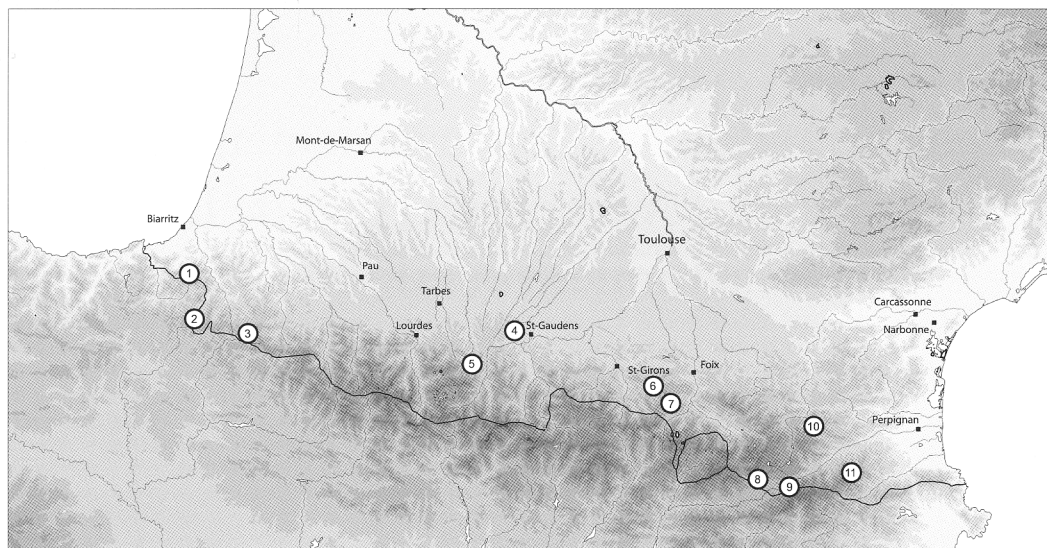 Mont-de-Marsan
Biarritz
Toulouse
1
Pau
Tarbes
Carcassonne
2
3
Lourdes
4
St-Gaudens
Narbonne
5
St-Girons
Foix
6
7
10
Perpignan
8
9
11